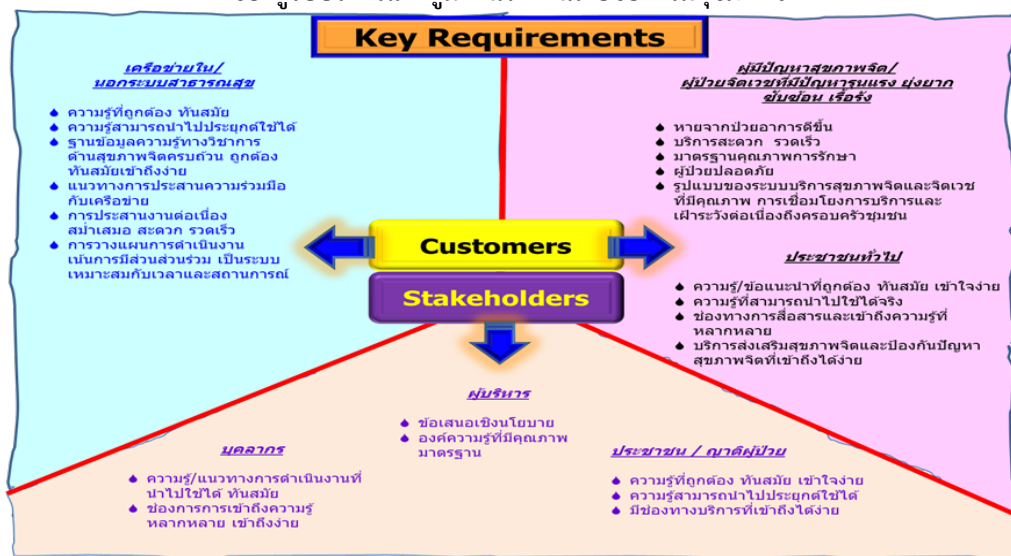 Key Requirements
เครือข่ายใน/
นอกระบบสาธารณสุข
ความรู้ที่ถูกต้อง ทันสมัย
ความรู้สามารถนำไปประยุกต์ใช้ได้
ฐานข้อมูลความรู้ทางวิชาการ
ด้านสุขภาพจิตครบถ้วน ถูกต้อง
ทันสมัยเข้าถึงง่าย
แนวทางการประสานความร่วมมือ
กับเครือข่าย
การประสานงานต่อเนื่อง
สม่ำเสมอ สะดวก รวดเร็ว
การวางแผนการดำเนินงาน
เน้นการมีส่วนส่วนร่วม เป็นระบบ
เหมาะสมกับเวลาและสถานการณ์
ผู้มีปัญหาสุขภาพจิต/
ผู้ป่วยจิตเวชที่มีปัญหารุนแรง ยุ่งยาก
ซับซ้อน เรื้อรัง
หายจากป่วยอาการดีขึ้น
บริการสะดวก รวดเร็ว
มาตรฐานคุณภาพการรักษา
ผู้ป่วยปลอดภัย
รูปแบบของระบบบริการสุขภาพจิตและจิตเวช
ที่มีคุณภาพ การเชื่อมโยงการบริการและ
เฝ้าระวังต่อเนื่องถึงครอบครัวชุมชน
Customers
Stakeholders
ประชาชนทั่วไป
ความรู้/ข้อแนะนำที่ถูกต้อง ทันสมัย เข้าใจง่าย
ความรู้ที่สามารถนำไปใช้ได้จริง
ช่องทางการสื่อสารและเข้าถึงความรู้ที่
หลากหลาย
บริการส่งเสริมสุขภาพจิตและป้องกันปัญหา
สุขภาพจิตที่เข้าถึงได้ง่าย
ผู้บริหาร
ข้อเสนอเชิงนโยบาย
องค์ความรู้ที่มีคุณภาพ
มาตรฐาน
บุคลากร
ความรู้/แนวทางการดำเนินงานที่
นำไปใช้ได้ ทันสมัย
ช่องการการเข้าถึงความรู้
หลากหลาย เข้าถึงง่าย
ประชาชน / ญาติผู้ป่วย
ความรู้ที่ถูกต้อง ทันสมัย เข้าใจง่าย
ความรู้สามารถนำไปประยุกต์ใช้ได้
มีช่องทางบริการที่เข้าถึงได้ง่าย